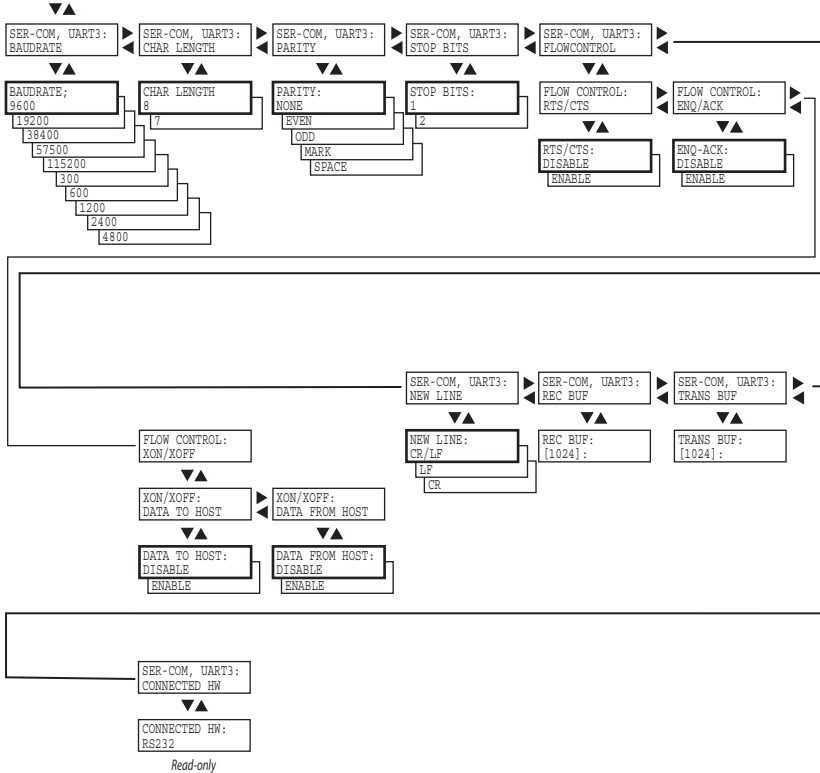 SER-COM, UART3:
BAUDRATE
SER-COM, UART3:
CHAR LENGTH
SER-COM, UART3:
PARITY
SER-COM, UART3:
STOP BITS
SER-COM, UART3:
FLOWCONTROL
BAUDRATE;
9600
19200
38400
57500
115200
300
600
1200
2400
4800
CHAR LENGTH
8
7
PARITY:
NONE
EVEN
ODD
MARK
SPACE
STOP BITS:
1
2
FLOW CONTROL:
RTS/CTS
FLOW CONTROL:
ENQ/ACK
RTS/CTS:
DISABLE
ENABLE
ENQ-ACK:
DISABLE
ENABLE
SER-COM, UART3:
NEW LINE
SER-COM, UART3:
REC BUF
SER-COM, UART3:
TRANS BUF
NEW LINE:
CR/LF
LF
CR
REC BUF:
[1024]:
TRANS BUF:
[1024]:
FLOW CONTROL:
XON/XOFF
XON/XOFF:
DATA TO HOST
XON/XOFF:
DATA FROM HOST
DATA TO HOST:
DISABLE
ENABLE
DATA FROM HOST:
DISABLE
ENABLE
SER-COM, UART3:
CONNECTED HW
CONNECTED HW:
RS232
Read-only